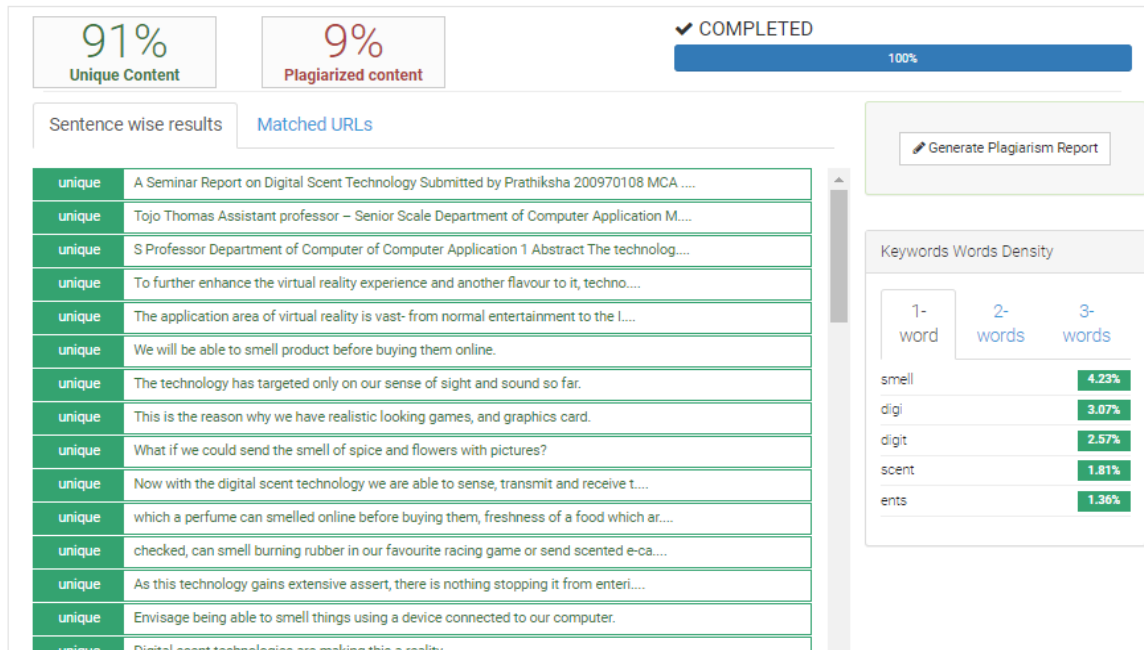 91%
Unique Content
9%
Plagiarized content
COMPLETED
100%
Sentence wise results
Matched URLs
unique A Seminar Report on Digital Scent Technology Submitted by Prathiksha 200970108 MCA ....
unique Tojo Thomas Assistant professor – Senior Scale Department of Computer Application M....
unique S Professor Department of Computer of Computer Application 1 Abstract The technolog....
unique To further enhance the virtual reality experience and another flavour to it, techno....
unique The application area of virtual reality is vast- from normal entertainment to the I....
unique We will be able to smell product before buying them online.
unique The technology has targeted only on our sense of sight and sound so far.
unique This is the reason why we have realistic looking games, and graphics card.
unique What if we could send the smell of spice and flowers with pictures?
unique Now with the digital scent technology we are able to sense, transmit and receive t....
unique which a perfume can smelled online before buying them, freshness of a food which ar....
unique checked, can smell burning rubber in our favourite racing game or send scented e-ca....
unique As this technology gains extensive assert, there is nothing stopping it from enteri....
unique Envisage being able to smell things using a device connected to our computer.
unique Digital scent technologies are making this a reality
Generate Plagiarism Report
Keywords Words Density
1-
word
2-
words
3-
words
smell 4.23%
digi 3.07%
digit 2.57%
scent 1.81%
ents 1.36%